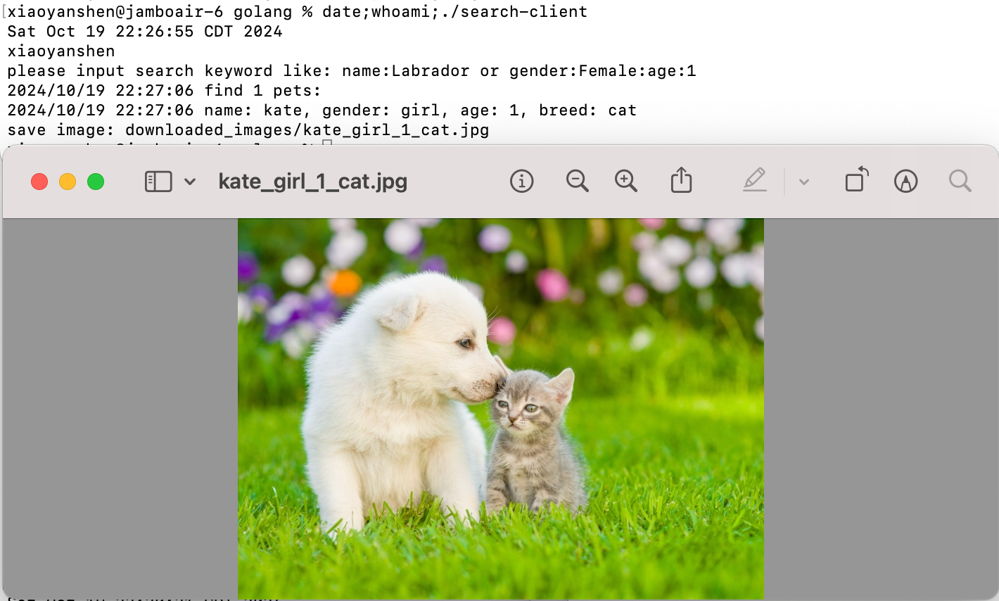 xiaoyanshen@jamboair-6 golang % date;whoami;./search-client
Sat Oct 19 22:26:55 CDT 2024
xiaoyanshen
please input search keyword like: name:Labrador or gender:Female:age:1
2024/10/19 22:27:06 find 1 pets:
2024/10/19 22:27:06 name: kate, gender: girl, age: 1, breed: cat
save image: downloaded_images/kate_girl_1_cat.jpg
kate_girl_1_cat.jpg